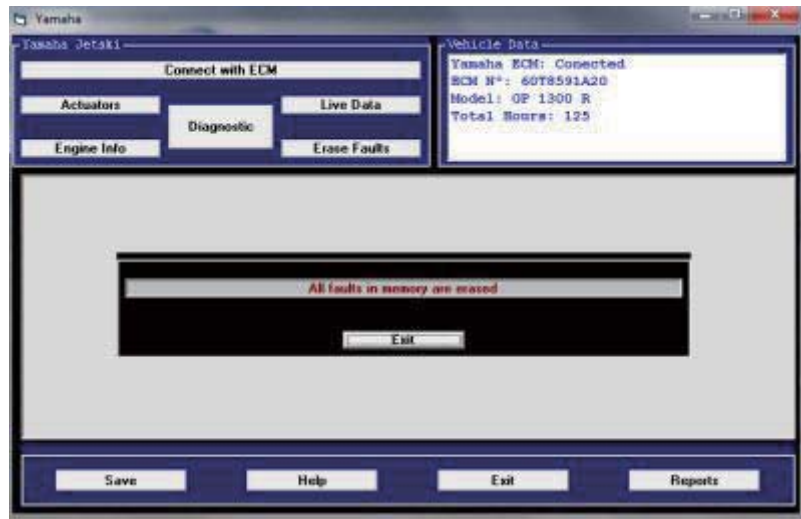 Yamaha
Yamaha Jetski
Connect with ECM
Actuators
Live Data
Diagnostic
Engine Info
Erase Faults
Vehicle Data
Yamaha ECM: Conected
ECM Nº: 60T8591A20
Model: GP 1300 R
Total Hours: 125
All faults in memory are erased
Exit
Save
Help
Exit
Reports